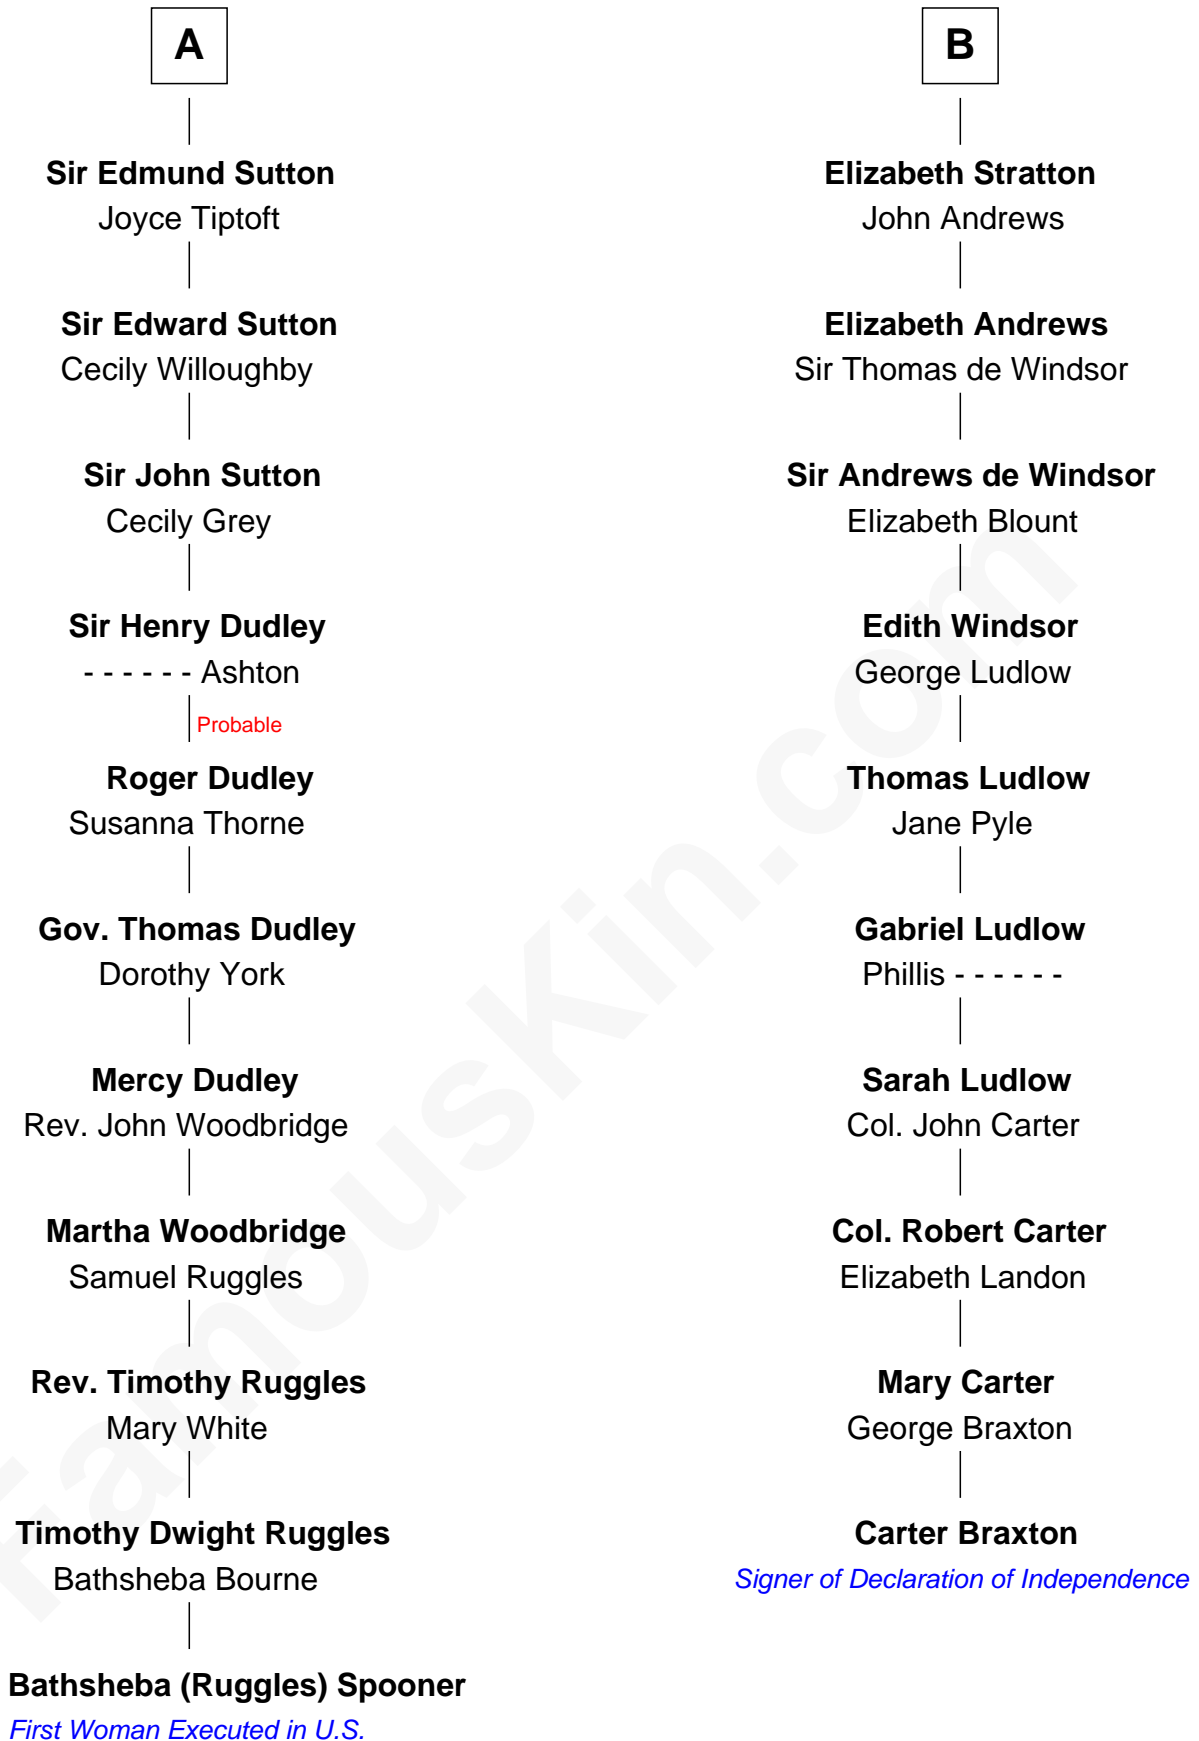 A
Sir Edmund Sutton
Joyce Tiptoft
Sir Edward Sutton
Cecily Willoughby
Sir John Sutton
Cecily Grey
Sir Henry Dudley
- - - - - - Ashton
Probable
Roger Dudley
Susanna Thorne
Gov. Thomas Dudley
Dorothy York
Mercy Dudley
Rev. John Woodbridge
Martha Woodbridge
Samuel Ruggles
Rev. Timothy Ruggles
Mary White
Timothy Dwight Ruggles
Bathsheba Bourne
Bathsheba (Ruggles) Spooner
First Woman Executed in U.S.
B
Elizabeth Stratton
John Andrews
Elizabeth Andrews
Sir Thomas de Windsor
Sir Andrews de Windsor
Elizabeth Blount
Edith Windsor
George Ludlow
Thomas Ludlow
Jane Pyle
Gabriel Ludlow
Phillis - - - - - -
Sarah Ludlow
Col. John Carter
Col. Robert Carter
Elizabeth Landon
Mary Carter
George Braxton
Carter Braxton
Signer of Declaration of Independence
FamousKin.com